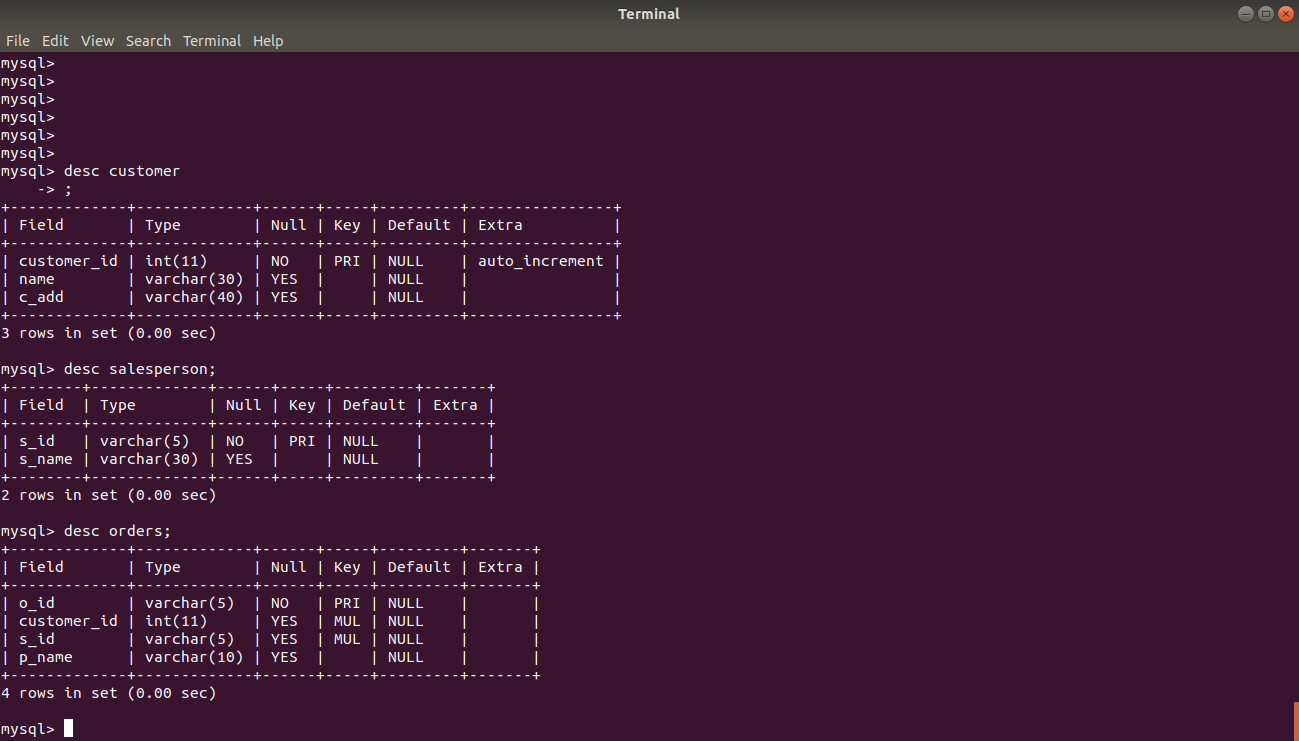 Terminal
File Edit View Search Terminal Help
mysql>
mysql>
mysql>
mysql>
mysql>
mysql>
mysql> desc customer
    -> ;
+-------------+-------------+------+-----+---------+----------------+
| Field       | Type        | Null | Key | Default | Extra          |
+-------------+-------------+------+-----+---------+----------------+
| customer_id | int(11)     | NO   | PRI | NULL    | auto_increment |
| name        | varchar(30) | YES  |     | NULL    |                |
| c_add       | varchar(40) | YES  |     | NULL    |                |
+-------------+-------------+------+-----+---------+----------------+
3 rows in set (0.00 sec)

mysql> desc salesperson;
+--------+-------------+------+-----+---------+-------+
| Field  | Type        | Null | Key | Default | Extra |
+--------+-------------+------+-----+---------+-------+
| s_id   | varchar(5)  | NO   | PRI | NULL    |       |
| s_name | varchar(30) | YES  |     | NULL    |       |
+--------+-------------+------+-----+---------+-------+
2 rows in set (0.00 sec)

mysql> desc orders;
+-------------+-------------+------+-----+---------+-------+
| Field       | Type        | Null | Key | Default | Extra |
+-------------+-------------+------+-----+---------+-------+
| o_id        | varchar(5)  | NO   | PRI | NULL    |       |
| customer_id | int(11)     | YES  | MUL | NULL    |       |
| s_id        | varchar(5)  | YES  | MUL | NULL    |       |
| p_name      | varchar(10) | YES  |     | NULL    |       |
+-------------+-------------+------+-----+---------+-------+
4 rows in set (0.00 sec)

mysql>